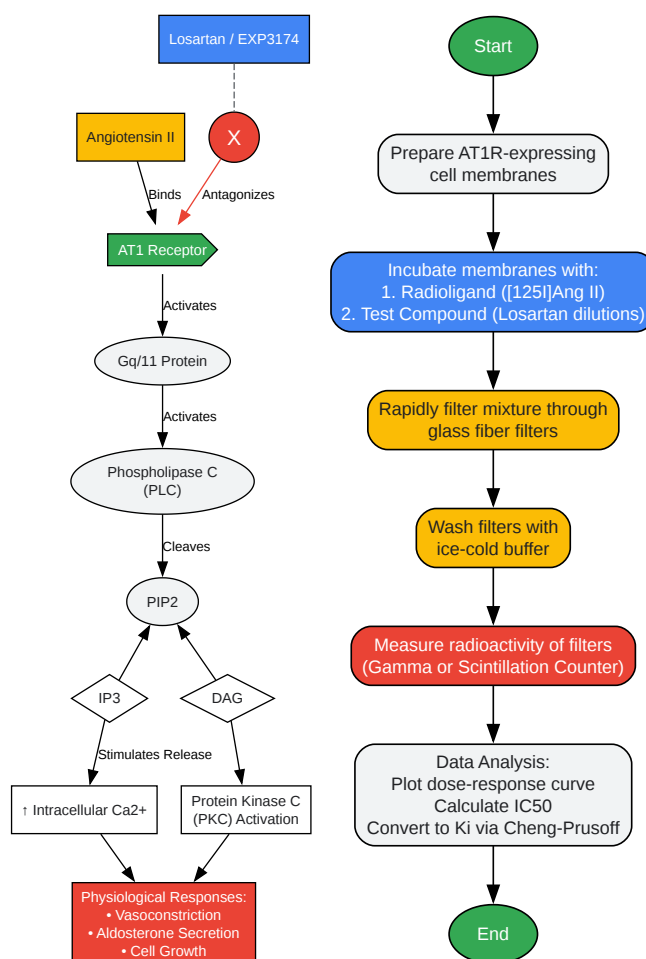 Losartan / EXP3174
Angiotensin II
X
Binds
Antagonizes
AT1 Receptor
Activates
Gq/11 Protein
Activates
Phospholipase C
(PLC)
Cleaves
PIP2
IP3
DAG
Stimulates Release
↑ Intracellular Ca2+
Protein Kinase C
(PKC) Activation
Physiological Responses:
• Vasoconstriction
• Aldosterone Secretion
• Cell Growth
Start
Prepare AT1R-expressing
cell membranes
Incubate membranes with:
1. Radioligand ([125I]Ang II)
2. Test Compound (Losartan dilutions)
Rapidly filter mixture through
glass fiber filters
Wash filters with
ice-cold buffer
Measure radioactivity of filters
(Gamma or Scintillation Counter)
Data Analysis:
Plot dose-response curve
Calculate IC50
Convert to Ki via Cheng-Prusoff
End